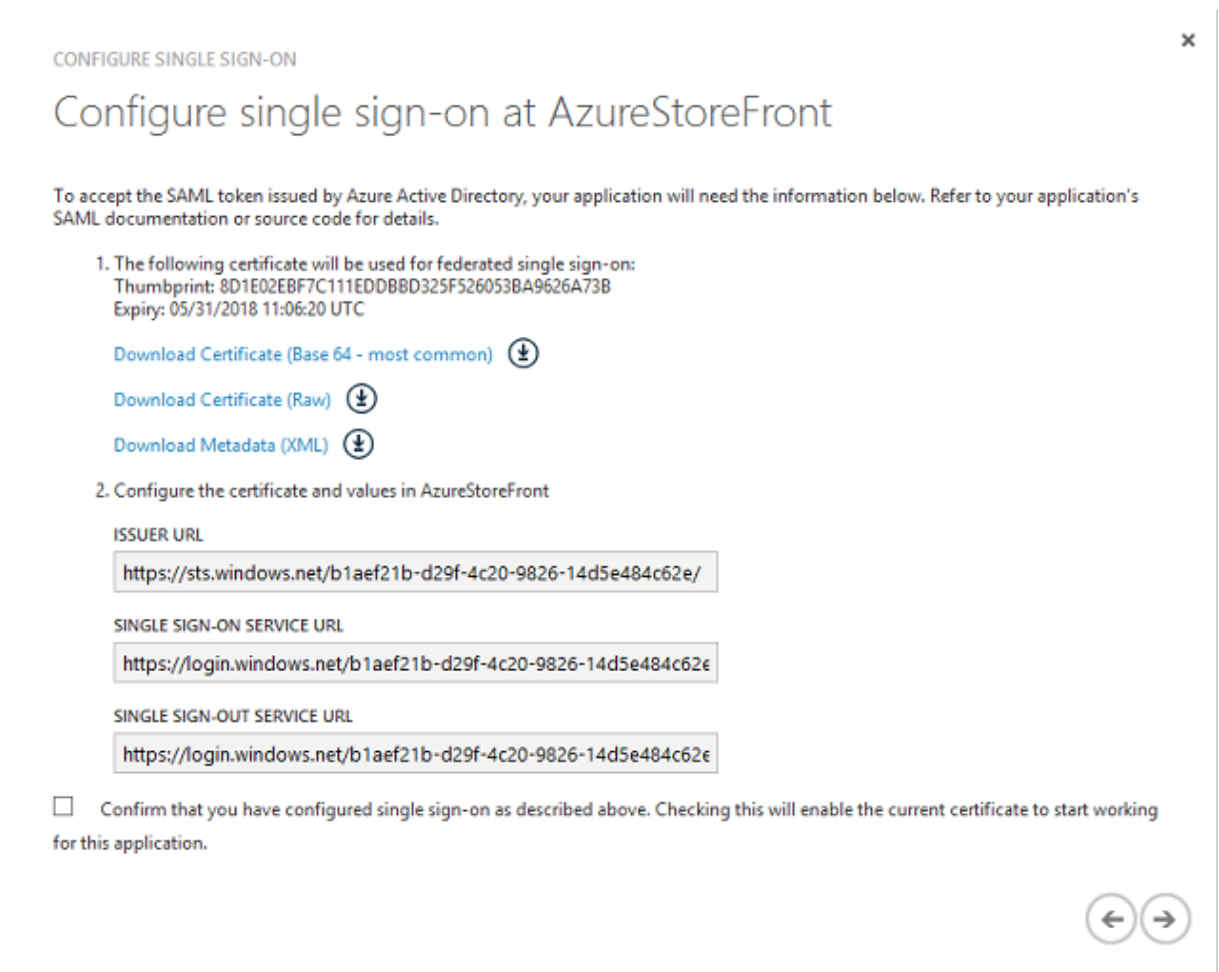 CONFIGURE SINGLE SIGN-ON
Configure single sign-on at AzureStoreFront
To accept the SAML token issued by Azure Active Directory, your application will need the information below. Refer to your application's
SAML documentation or source code for details.
1. The following certificate will be used for federated single sign-on:
Thumbprint: 8D1E02EBF7C111EDDBBD325F526053BA9626A73B
Expiry: 05/31/2018 11:06:20 UTC
Download Certificate (Base 64 - most common)
Download Certificate (Raw)
Download Metadata (XML)
2. Configure the certificate and values in AzureStoreFront
ISSUER URL
https://sts.windows.net/b1aef21b-d29f-4c20-9826-14d5e484c62e/
SINGLE SIGN-ON SERVICE URL
https://login.windows.net/b1aef21b-d29f-4c20-9826-14d5e484c62e
SINGLE SIGN-OUT SERVICE URL
https://login.windows.net/b1aef21b-d29f-4c20-9826-14d5e484c62e
Confirm that you have configured single sign-on as described above. Checking this will enable the current certificate to start working
for this application.